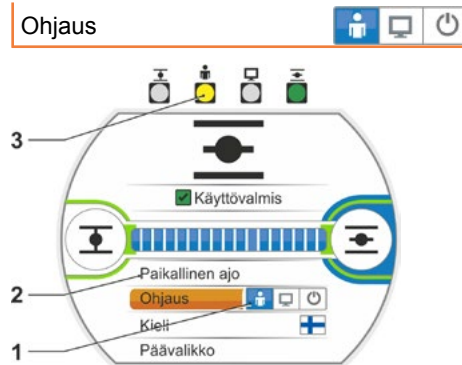 Ohjaus
3
Käyttövalmis
2
Paikallinen ajo
Ohjaus
Kieli
1
Päävalikko